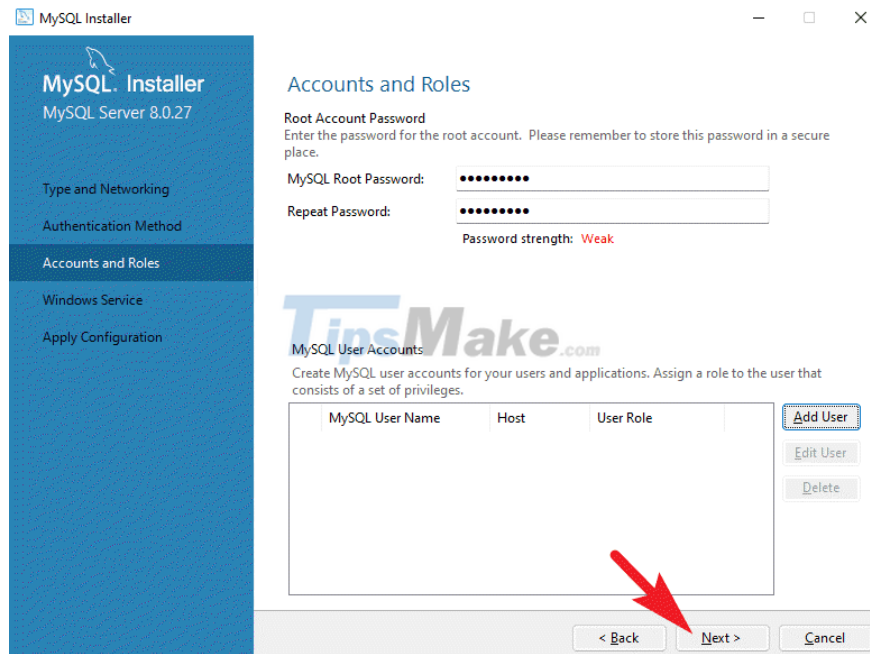 MySQL Installer
MySQL. Installer
MySQL Server 8.0.27
Type and Networking
Authentication Method
Accounts and Roles
Windows Service
Apply Configuration
Accounts and Roles
Root Account Password
Enter the password for the root account. Please remember to store this password in a secure
place.
MySQL Root Password: •••••••••
Repeat Password: •••••••••
Password strength: Weak
TipsMake.com
MySQL User Accounts
Create MySQL user accounts for your users and applications. Assign a role to the user that
consists of a set of privileges.
MySQL User Name Host User Role
Add User
Edit User
Delete
< Back Next > Cancel